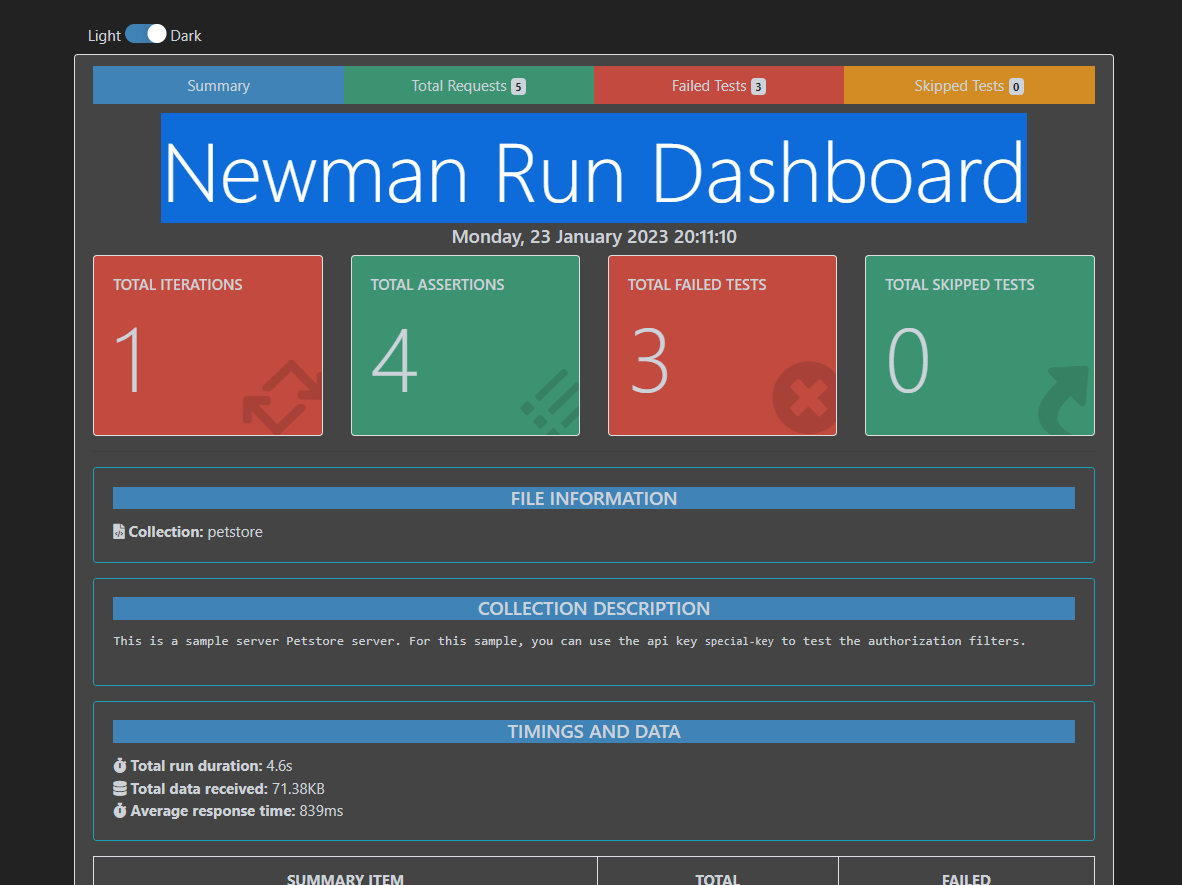 Light Dark
Summary
Total Requests 5
Failed Tests 3
Skipped Tests 0
Newman Run Dashboard
Monday, 23 January 2023 20:11:10
TOTAL ITERATIONS
1
TOTAL ASSERTIONS
4
TOTAL FAILED TESTS
3
TOTAL SKIPPED TESTS
0
FILE INFORMATION
Collection: petstore
COLLECTION DESCRIPTION
This is a sample server Petstore server. For this sample, you can use the api key special-key to test the authorization filters.
TIMINGS AND DATA
Total run duration: 4.6s
Total data received: 71.38KB
Average response time: 839ms
SUMMARY ITEM TOTAL FAILED